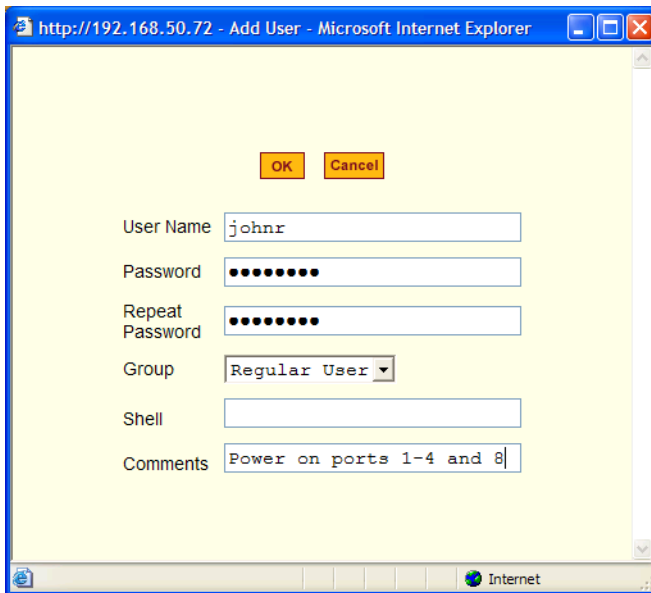 http://192.168.50.72 - Add User - Microsoft Internet Explorer
OK Cancel
User Name johnr
Password ●●●●●●●●
Repeat Password ●●●●●●●●
Group Regular User
Shell
Comments Power on ports 1-4 and 8
Internet